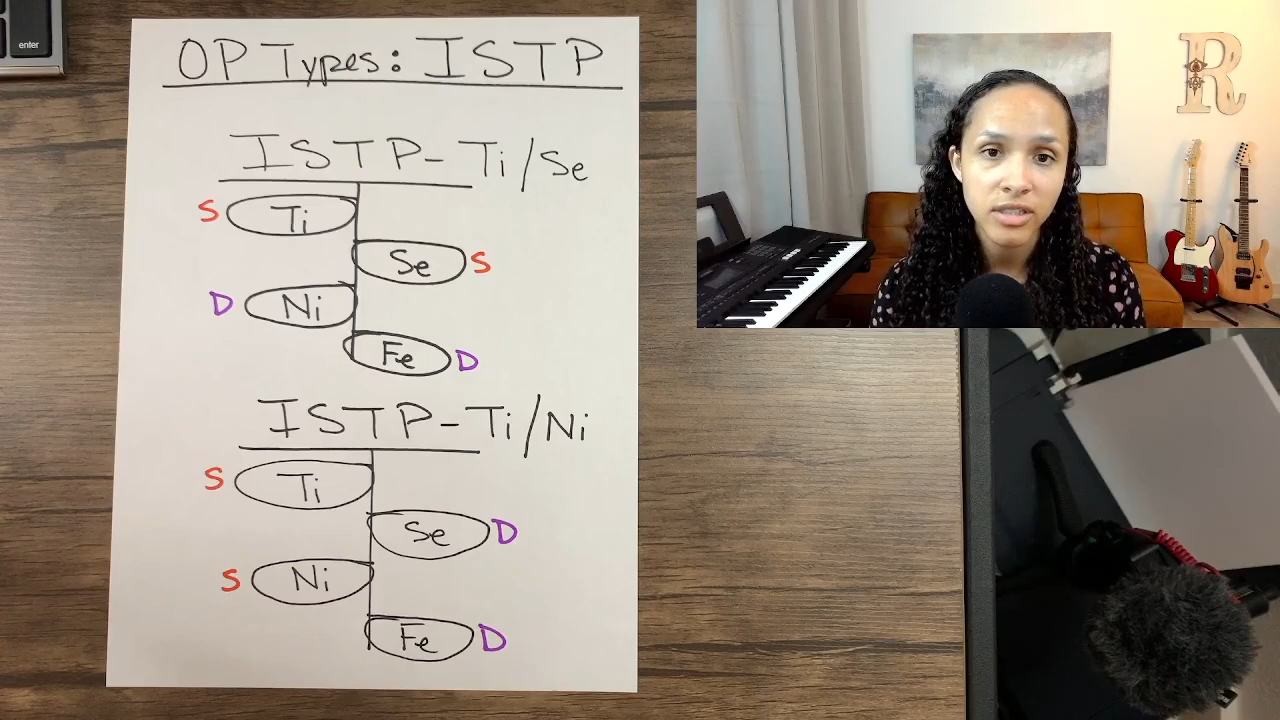 enter
OP Types: ISTP
ISTP-Ti/Se
S Ti
Se S
D Ni
Fe D
ISTP-Ti/Ni
S Ti
Se D
S Ni
Fe D
R